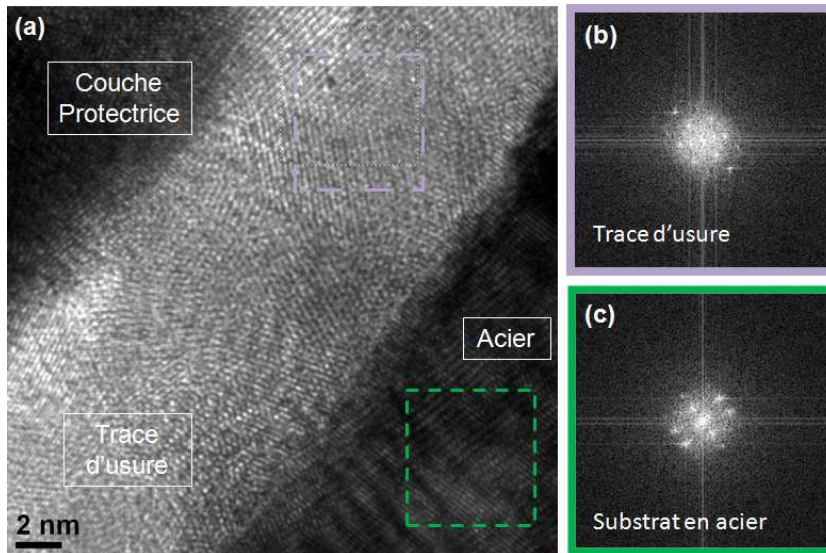 (a)
Couche
Protectrice
Acier
Trace
d'usure
2 nm
(b)
Trace d'usure
(c)
Substrat en acier